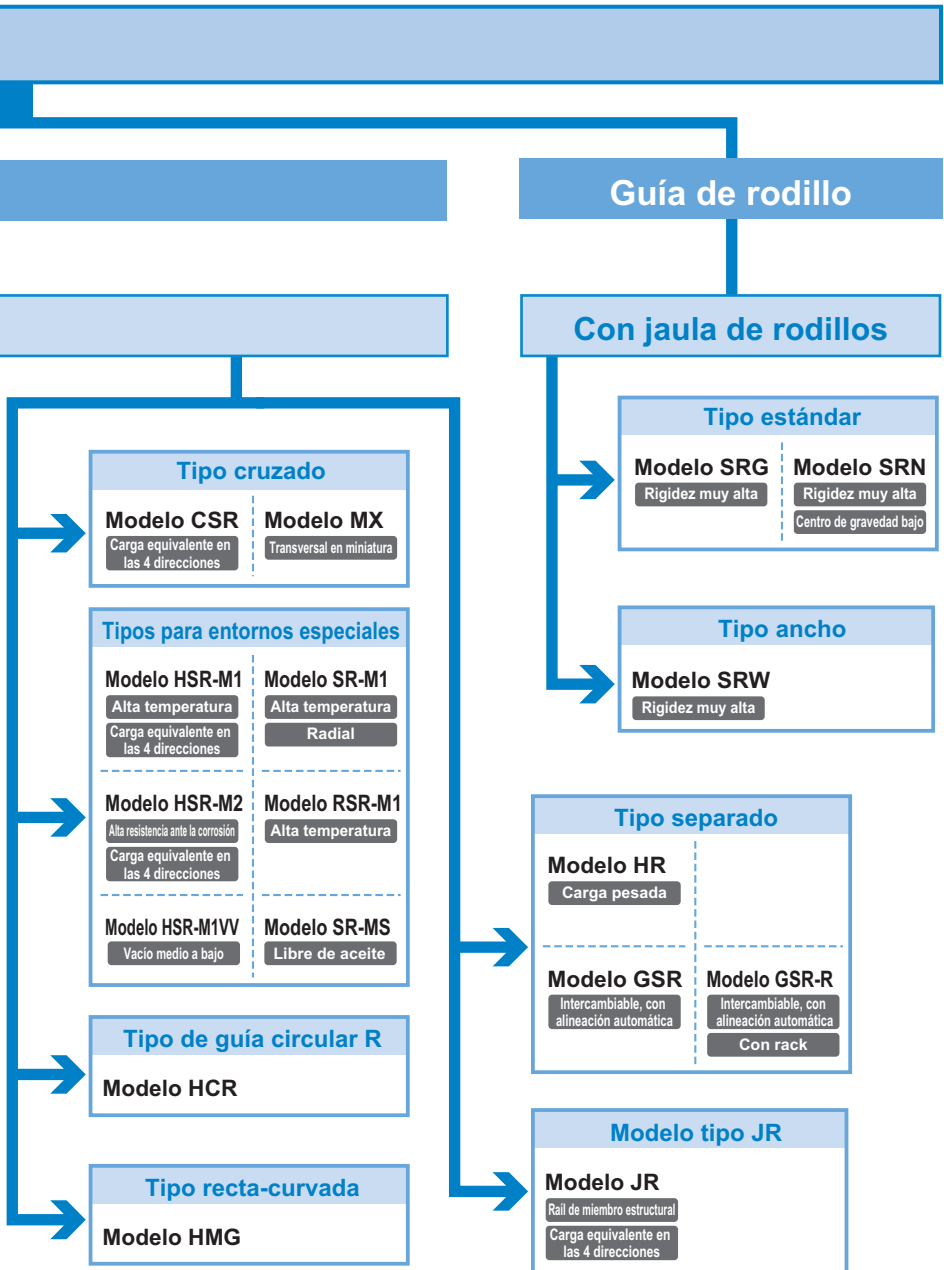 Guía de rodillo
Con jaula de rodillos
Tipo estándar
Modelo SRG
Rigidez muy alta
Modelo SRN
Rigidez muy alta
Centro de gravedad bajo
Tipo ancho
Modelo SRW
Rigidez muy alta
Tipo cruzado
Modelo CSR
Carga equivalente en
las 4 direcciones
Modelo MX
Transversal en miniatura
Tipos para entornos especiales
Modelo HSR-M1
Alta temperatura
Carga equivalente en
las 4 direcciones
Modelo SR-M1
Alta temperatura
Radial
Modelo HSR-M2
Alta resistencia ante la corrosión
Carga equivalente en
las 4 direcciones
Modelo RSR-M1
Alta temperatura
Modelo HSR-M1VV
Vacío medio a bajo
Modelo SR-MS
Libre de aceite
Tipo de guía circular R
Modelo HCR
Tipo recta-curvada
Modelo HMG
Tipo separado
Modelo HR
Carga pesada
Modelo GSR
Intercambiable, con
alineación automática
Modelo GSR-R
Intercambiable, con
alineación automática
Con rack
Modelo tipo JR
Modelo JR
Rail de miembro estructural
Carga equivalente en
las 4 direcciones